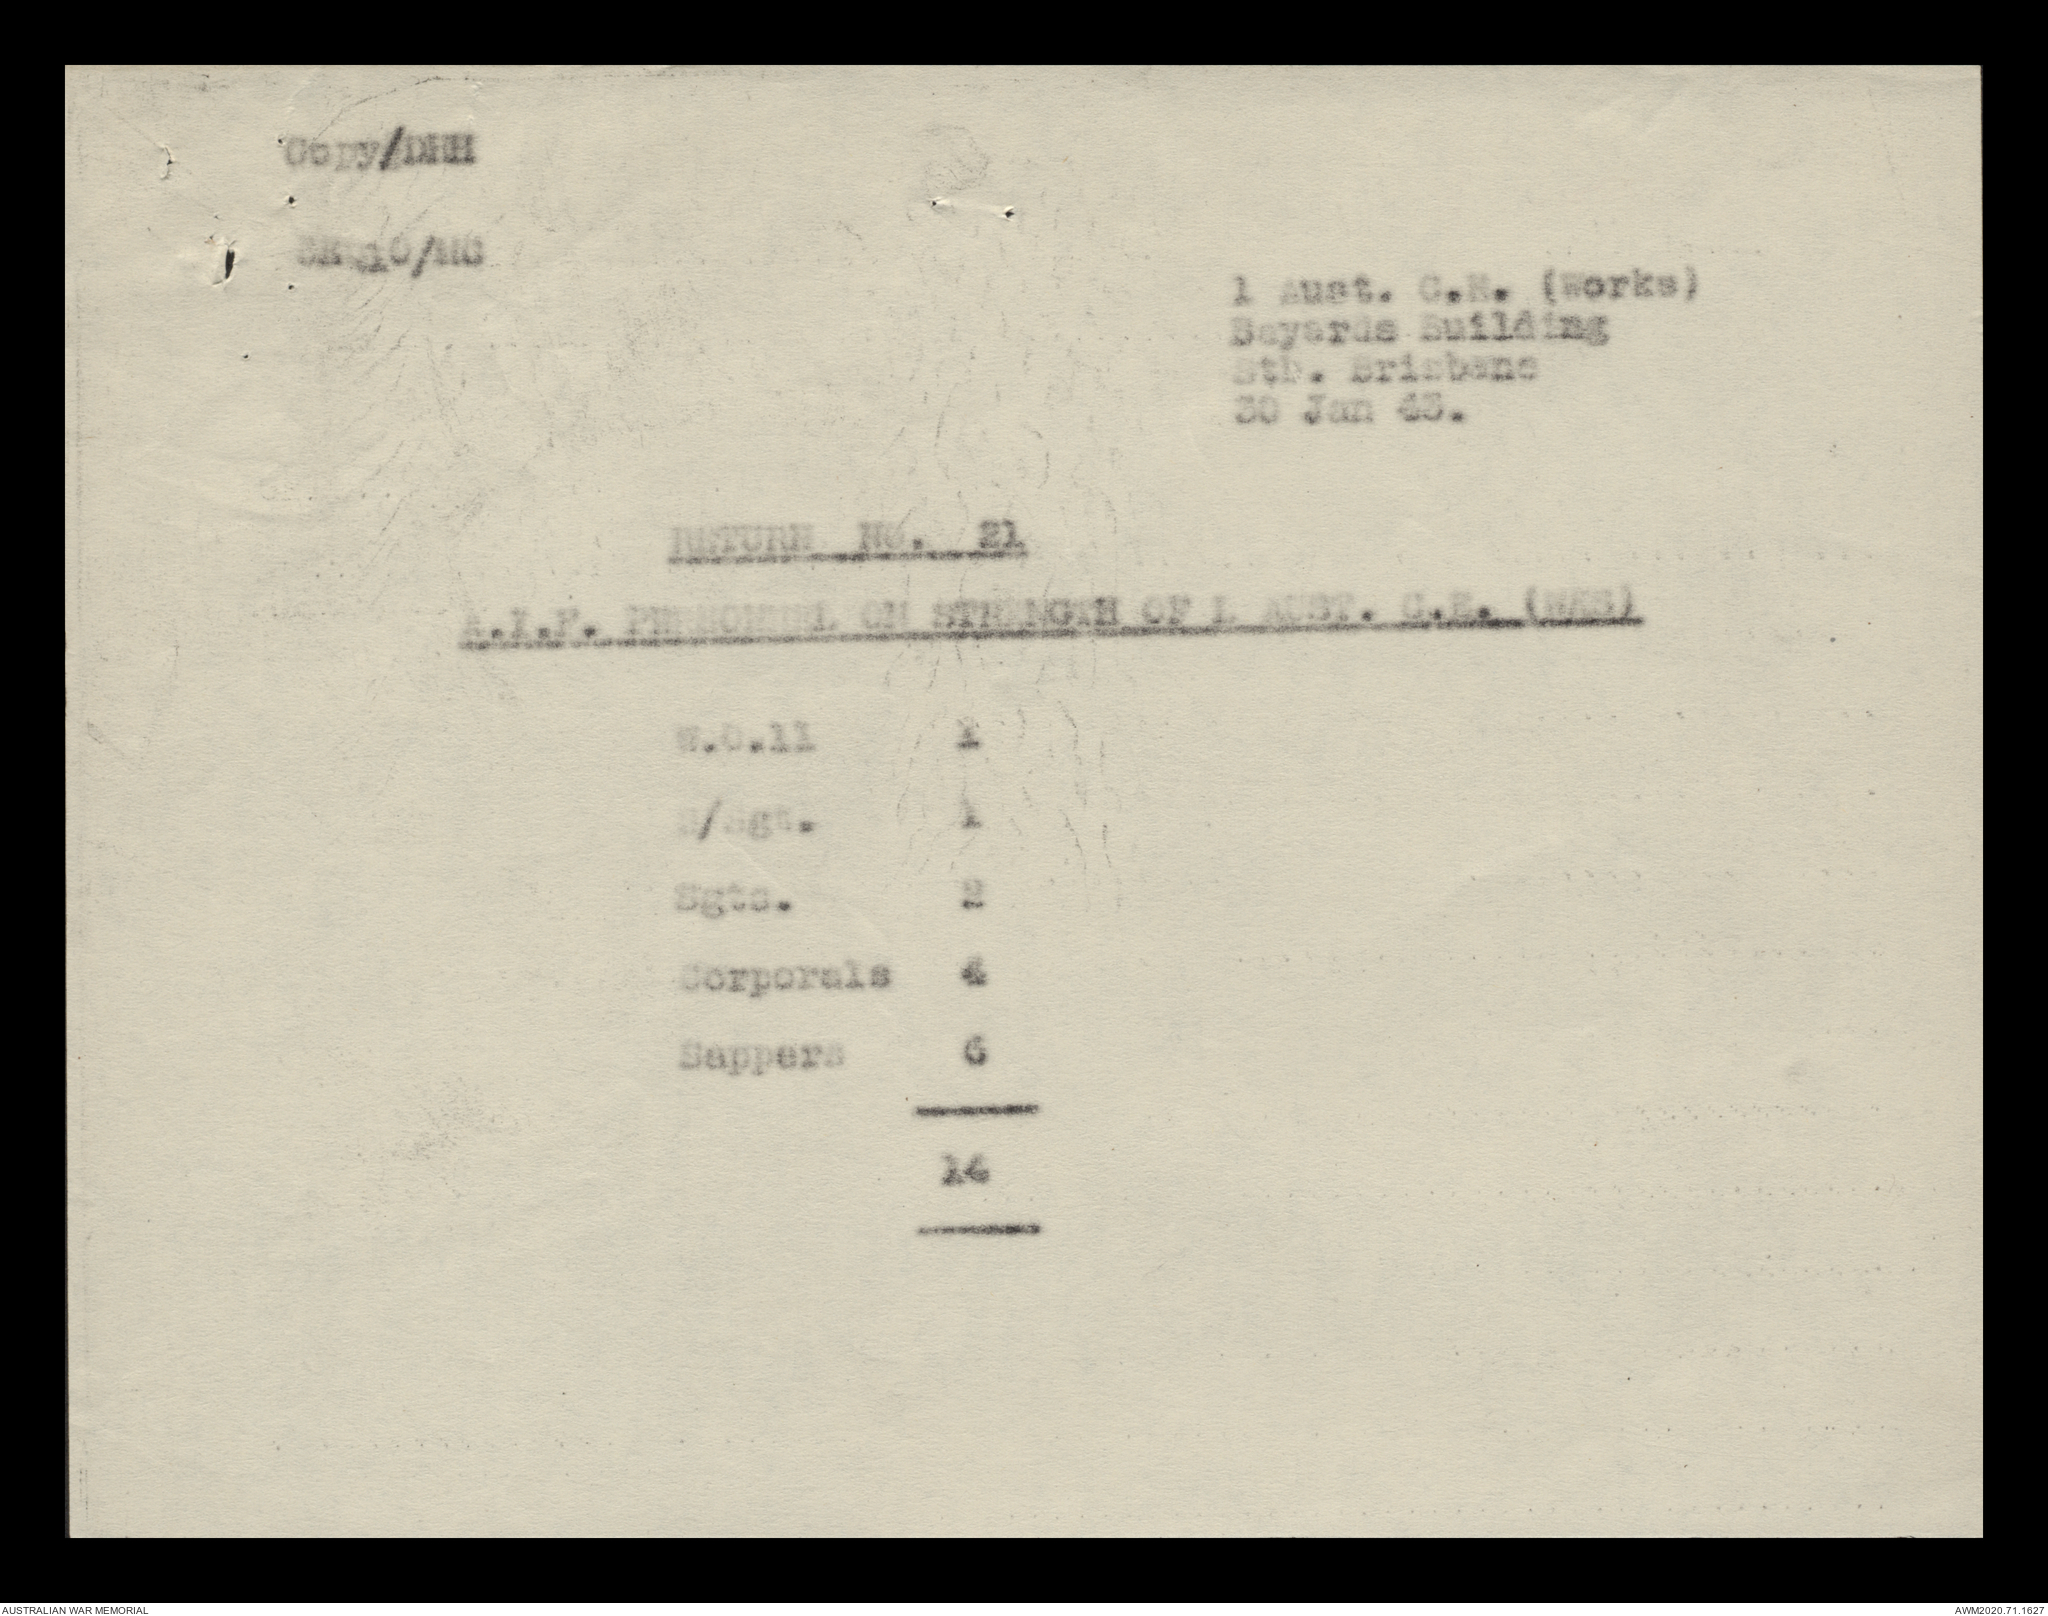 Copy/DHH
1 Aust. C.E. (Works)
Bayards Building
Sth. Brisbane
30 Jan 43.
RETURN NO. 21
A.I.F. PERSONNEL ON STRENGTH OF 1 AUST. C.E. (WKS)
W.O.11 1
S/Sgt. 1
Sgts. 2
Corporals 4
Sappers 6
14
AUSTRALIAN WAR MEMORIAL
AWM2020.71.1627